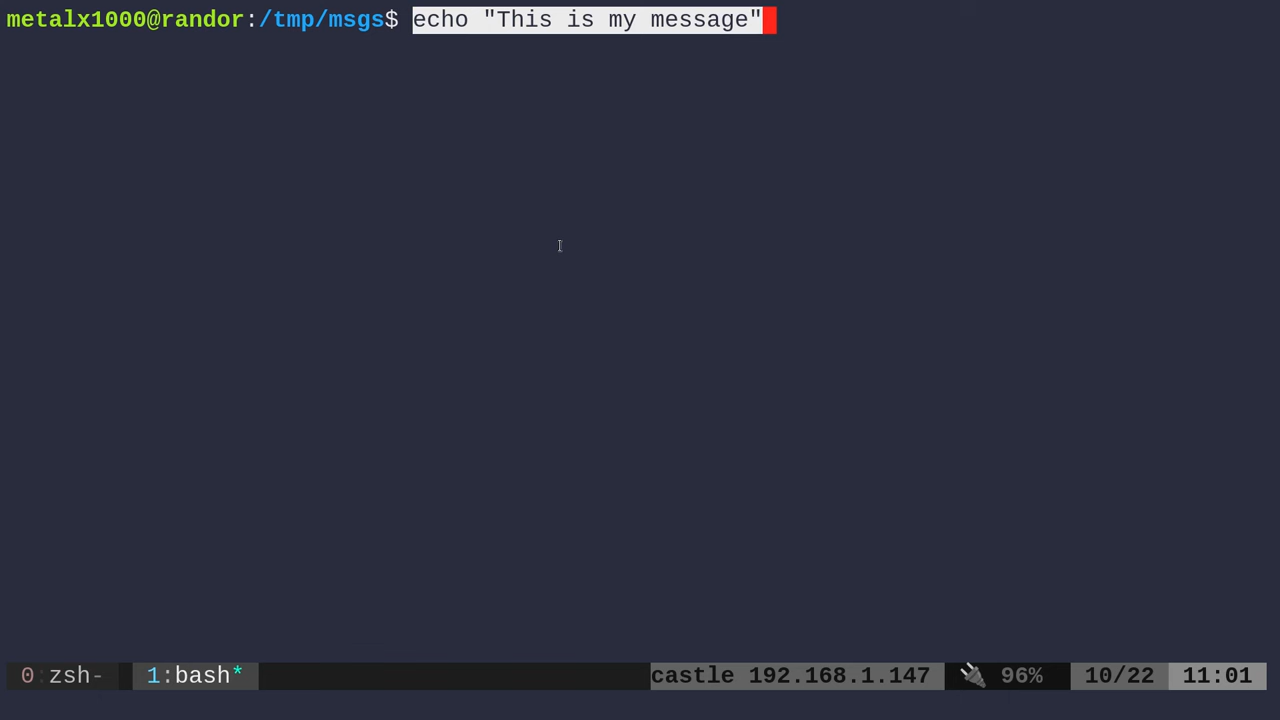 metalx1000@randor:/tmp/msgs$ echo "This is my message"
0:zsh- 1:bash* castle 192.168.1.147 🔌 96% 10/22 11:01